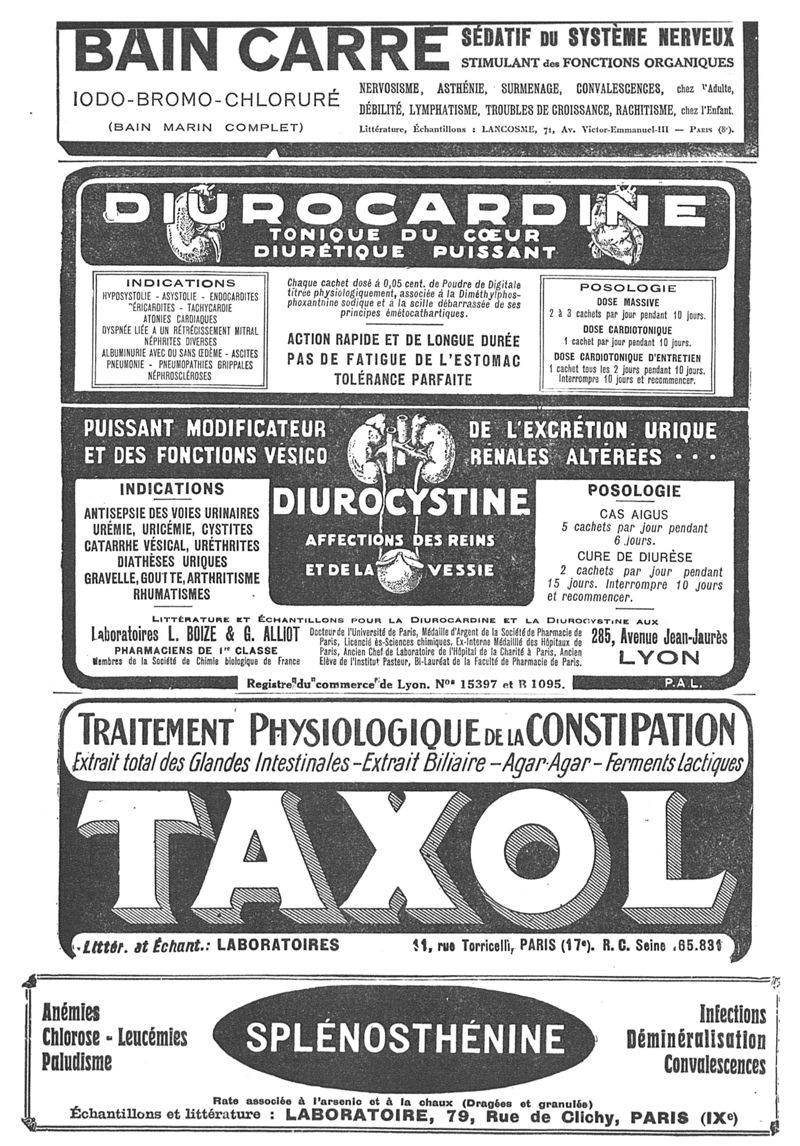 BAIN CARRÉ
SÉDATIF DU SYSTÈME NERVEUX
STIMULANT des FONCTIONS ORGANIQUES
IODO-BROMO-CHLORURÉ
(BAIN MARIN COMPLET)
NERVOSISME, ASTHÉNIE, SURMENAGE, CONVALESCENCES, chez l'Adulte,
DÉBILITÉ, LYMPHATISME, TROUBLES DE CROISSANCE, RACHITISME, chez l'Enfant.
Littérature, Échantillons : LANCOSME, 71, Av. Victor-Emmanuel-III — PARIS (8e).
DIUROCARDINE
TONIQUE DU CŒUR
DIURÉTIQUE PUISSANT
INDICATIONS
HYPOSYSTOLIE - ASYSTOLIE - ENDOCARDITES
"ÉRICARDITES - TACHYCARDIE
ATONIES CARDIAQUES
DYSPNÉE LIÉE A UN RÉTRÉCISSEMENT MITRAL
NÉPHRITES DIVERSES
ALBUMINURIE AVEC OU SANS ŒDÈME - ASCITES
PNEUMONIE - PNEUMOPATHIES GRIPPALES
NÉPHROSCLÉROSES
Chaque cachet dosé à 0,05 cent. de Poudre de Digitale
titrée physiologiquement, associée à la Diméthylphos-
phoxantnine sodique et à la scille débarrassée de ses
principes émétocathartiques.
ACTION RAPIDE ET DE LONGUE DURÉE
PAS DE FATIGUE DE L'ESTOMAC
TOLÉRANCE PARFAITE
POSOLOGIE
DOSE MASSIVE
2 à 3 cachets par jour pendant 10 jours.
DOSE CARDIOTONIQUE
1 cachet par jour pendant 10 jours.
DOSE CARDIOTONIQUE D'ENTRETIEN
1 cachet tous les 2 jours pendant 10 jours.
Interrompre 10 jours et recommencer.
PUISSANT MODIFICATEUR DE L'EXCRÉTION URIQUE
ET DES FONCTIONS VÉSICO RÉNALES ALTÉRÉES . . .
DIUROCYSTINE
AFFECTIONS DES REINS
ET DE LA VESSIE
INDICATIONS
ANTISEPSIE DES VOIES URINAIRES
URÉMIE, URICÉMIE, CYSTITES
CATARRHE VÉSICAL, URÉTHRITES
DIATHÈSES URIQUES
GRAVELLE, GOUTTE, ARTHRITISME
RHUMATISMES
POSOLOGIE
CAS AIGUS
5 cachets par jour pendant
6 jours.
CURE DE DIURÈSE
2 cachets par jour pendant
15 jours. Interrompre 10 jours
et recommencer.
LITTÉRATURE ET ÉCHANTILLONS POUR LA DIUROCARDINE ET LA DIUROCYSTINE AUX
Laboratoires L. BOIZE & G. ALLIOT
PHARMACIENS DE 1re CLASSE
Membres de la Société de Chimie biologique de France
Docteur de l'Université de Paris, Médaille d'Argent de la Société de Pharmacie de
Paris, Licencié ès-Sciences chimiques. Ex-Interne Médaillé des Hôpitaux de
Paris, Ancien Chef de Laboratoire de l'Hôpital de la Charité à Paris, Ancien
Elève de l'Institut Pasteur, Bi-Lauréat de la Faculté de Pharmacie de Paris.
285, Avenue Jean-Jaurès
LYON
Registre du commerce de Lyon. Nos 15397 et B 1095.
P.A.L.
TRAITEMENT PHYSIOLOGIQUE DE LA CONSTIPATION
Extrait total des Glandes Intestinales - Extrait Biliaire - Agar-Agar - Ferments Lactiques
TAXOL
Littér. et Échant.: LABORATOIRES 11, rue Torricelli, PARIS (17e). R. C. Seine .65.831
SPLÉNOSTHÉNINE
Anémies
Chlorose - Leucémies
Paludisme
Infections
Déminéralisation
Convalescences
Rate associée à l'arsenic et à la chaux (Dragées et granulée)
Échantillons et littérature : LABORATOIRE, 79, Rue de Clichy, PARIS (IXe)